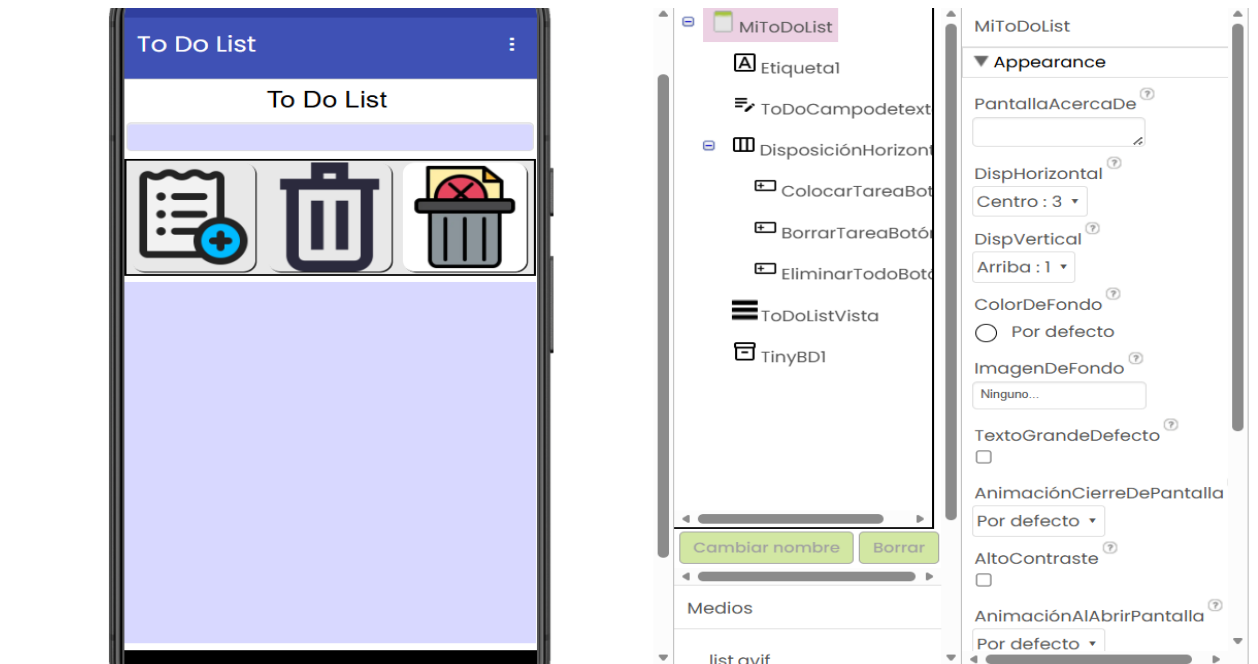 To Do List
To Do List
MiToDoList
Etiqueta1
ToDoCampodetext
DisposiciónHorizont
ColocarTareaBot
BorrarTareaBotó
EliminarTodoBot
ToDoListVista
TinyBD1
Cambiar nombre
Borrar
Medios
list.avif
MiToDoList
Appearance
PantallaAcercaDe
DispHorizontal
Centro : 3
DispVertical
Arriba : 1
ColorDeFondo
Por defecto
ImagenDeFondo
Ninguno...
TextoGrandeDefecto
AnimaciónCierreDePantalla
Por defecto
AltoContraste
AnimaciónAlAbrirPantalla
Por defecto